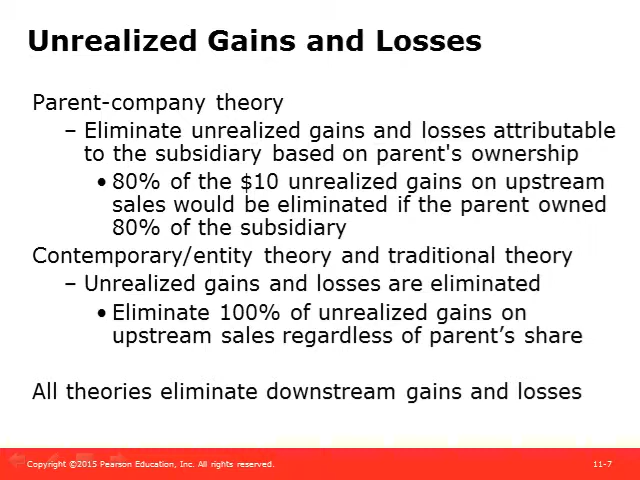 Unrealized Gains and Losses
Parent-company theory
– Eliminate unrealized gains and losses attributable
to the subsidiary based on parent's ownership
• 80% of the $10 unrealized gains on upstream
sales would be eliminated if the parent owned
80% of the subsidiary
Contemporary/entity theory and traditional theory
– Unrealized gains and losses are eliminated
• Eliminate 100% of unrealized gains on
upstream sales regardless of parent’s share
All theories eliminate downstream gains and losses
Copyright ©2015 Pearson Education, Inc. All rights reserved.
11-7